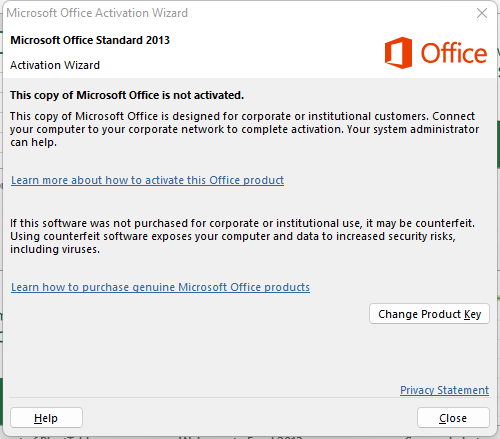 Microsoft Office Activation Wizard
Microsoft Office Standard 2013
Office
Activation Wizard
This copy of Microsoft Office is not activated.
This copy of Microsoft Office is designed for corporate or institutional customers. Connect
your computer to your corporate network to complete activation. Your system administrator
can help.
Learn more about how to activate this Office product
If this software was not purchased for corporate or institutional use, it may be counterfeit.
Using counterfeit software exposes your computer and data to increased security risks,
including viruses.
Learn how to purchase genuine Microsoft Office products
Change Product Key
Privacy Statement
Help
Close